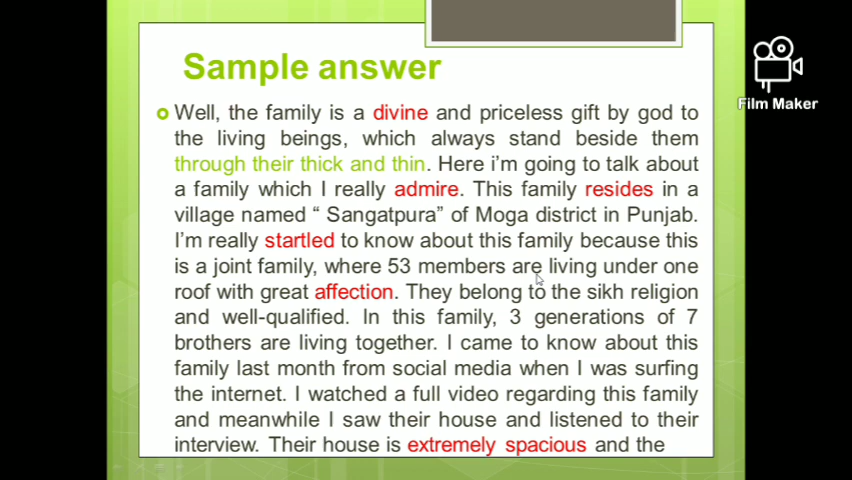 Sample answer
Well, the family is a divine and priceless gift by god to
the living beings, which always stand beside them
through their thick and thin. Here i'm going to talk about
a family which I really admire. This family resides in a
village named “ Sangatpura” of Moga district in Punjab.
I'm really startled to know about this family because this
is a joint family, where 53 members are living under one
roof with great affection. They belong to the sikh religion
and well-qualified. In this family, 3 generations of 7
brothers are living together. I came to know about this
family last month from social media when I was surfing
the internet. I watched a full video regarding this family
and meanwhile I saw their house and listened to their
interview. Their house is extremely spacious and the
Film Maker